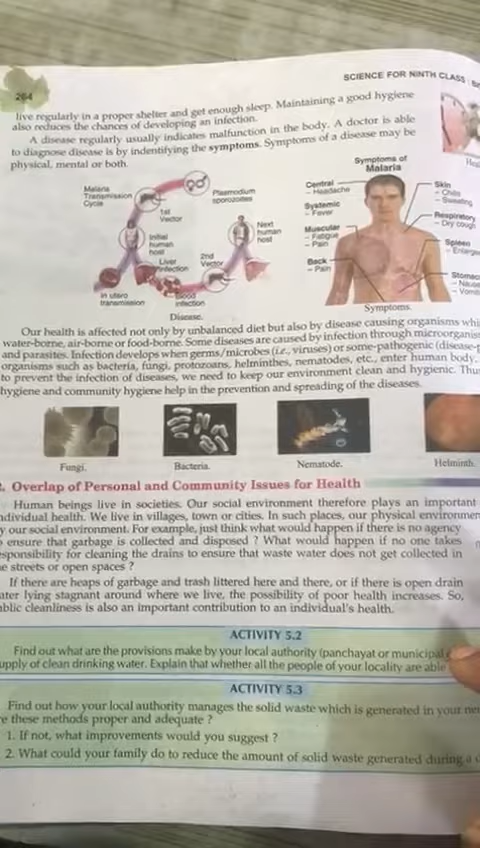 264
SCIENCE FOR NINTH CLASS
live regularly in a proper shelter and get enough sleep. Maintaining a good hygiene
also reduces the chances of developing an infection.
A disease regularly usually indicates malfunction in the body. A doctor is able
to diagnose disease is by indentifying the symptoms. Symptoms of a disease may be
physical, mental or both.
Malaria
Transmission
Cycle
1st
Vector
Plasmodium
sporozoites
Initial
human
host
Next
human
host
Liver
infection
2nd
Vector
In utero
transmission
Blood
infection
Disease.
Symptoms of
Malaria
Central
- Headache
Systemic
- Fever
Muscular
- Fatigue
- Pain
Back
- Pain
Skin
- Chills
- Sweating
Respiratory
- Dry cough
Spleen
- Enlarge
Stomac
- Nause
- Vomit
Symptoms.
Our health is affected not only by unbalanced diet but also by disease causing organisms whi
water-borne, air-borne or food-borne. Some diseases are caused by infection through microorganis
and parasites. Infection develops when germs/microbes (i.e., viruses) or some-pathogenic (disease-p
organisms such as bacteria, fungi, protozoans, helminthes, nematodes, etc., enter human body.
to prevent the infection of diseases, we need to keep our environment clean and hygienic. Thu
hygiene and community hygiene help in the prevention and spreading of the diseases.
Fungi.
Bacteria.
Nematode.
Helminth.
. Overlap of Personal and Community Issues for Health
Human beings live in societies. Our social environment therefore plays an important
ndividual health. We live in villages, town or cities. In such places, our physical environmen
y our social environment. For example, just think what would happen if there is no agency
ensure that garbage is collected and disposed ? What would happen if no one takes
esponsibility for cleaning the drains to ensure that waste water does not get collected in
e streets or open spaces ?
If there are heaps of garbage and trash littered here and there, or if there is open drain
ater lying stagnant around where we live, the possibility of poor health increases. So,
ublic cleanliness is also an important contribution to an individual's health.
ACTIVITY 5.2
Find out what are the provisions make by your local authority (panchayat or municipal
upply of clean drinking water. Explain that whether all the people of your locality are able
ACTIVITY 5.3
Find out how your local authority manages the solid waste which is generated in your nei
re these methods proper and adequate ?
1. If not, what improvements would you suggest ?
2. What could your family do to reduce the amount of solid waste generated during a d